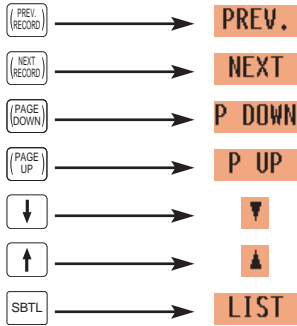 (PREV. RECORD) PREV.
(NEXT RECORD) NEXT
(PAGE DOWN) P DOWN
(PAGE UP) P UP
↓ ▼
↑ ▲
SBTL LIST